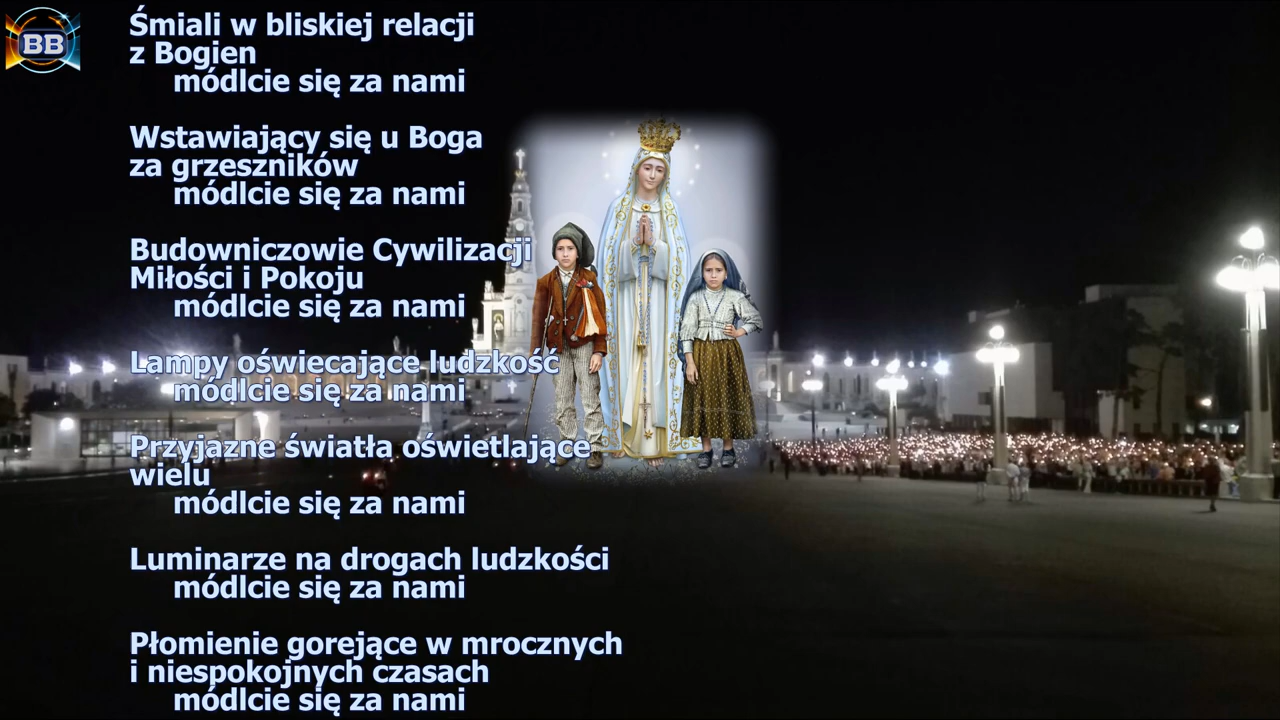 BB
Śmiali w bliskiej relacji
z Bogien
módlcie się za nami
Wstawiający się u Boga
za grzeszników
módlcie się za nami
Budowniczowie Cywilizacji
Miłości i Pokoju
módlcie się za nami
Lampy oświecające ludzkość
módlcie się za nami
Przyjazne światła oświetlające
wielu
módlcie się za nami
Luminarze na drogach ludzkości
módlcie się za nami
Płomienie gorejące w mrocznych
i niespokojnych czasach
módlcie się za nami